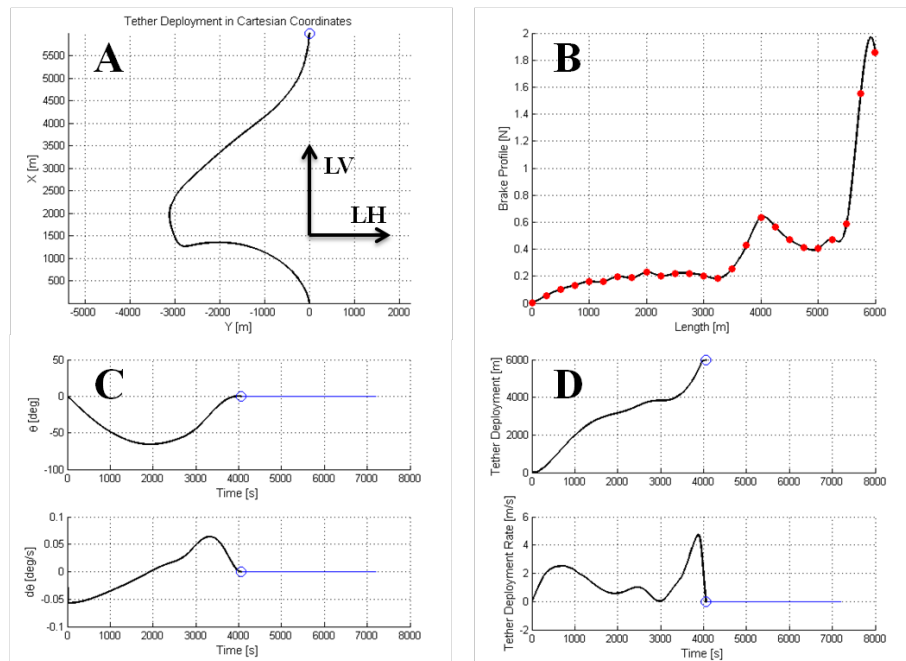 Tether Deployment in Cartesian Coordinates
A
5500
5000
4500
4000
3500
3000
2500
2000
1500
1000
500
X [m]
LV
LH
-5000 -4000 -3000 -2000 -1000 0 1000 2000
Y [m]
B
2
1.8
1.6
1.4
1.2
1
0.8
0.6
0.4
0.2
0
Brake Profile [N]
0 1000 2000 3000 4000 5000 6000
Length [m]
C
50
0
-50
-100
θ [deg]
0 1000 2000 3000 4000 5000 6000 7000 8000
Time [s]
0.1
0.05
0
-0.05
-0.1
dθ [deg/s]
0 1000 2000 3000 4000 5000 6000 7000 8000
Time [s]
D
6000
4000
2000
0
Tether Deployment [m]
0 1000 2000 3000 4000 5000 6000 7000 8000
6
4
2
0
-2
Tether Deployment Rate [m/s]
0 1000 2000 3000 4000 5000 6000 7000 8000
Time [s]